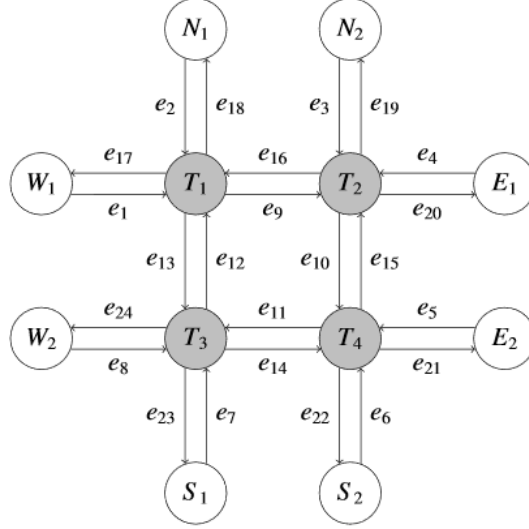 N₁ N₂
e₂ e₁₈ e₃ e₁₉
e₁₇ e₁₆ e₄
W₁ T₁ T₂ E₁
e₁ e₉ e₂₀
e₁₃ e₁₂ e₁₀ e₁₅
e₂₄ e₁₁ e₅
W₂ T₃ T₄ E₂
e₈ e₁₄ e₂₁
e₂₃ e₇ e₂₂ e₆
S₁ S₂